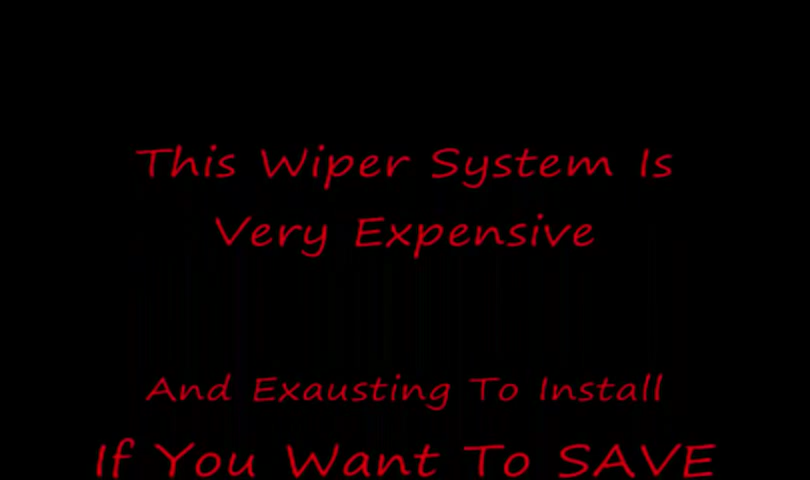 This Wiper System Is
Very Expensive
And Exausting To Install
If You Want To SAVE